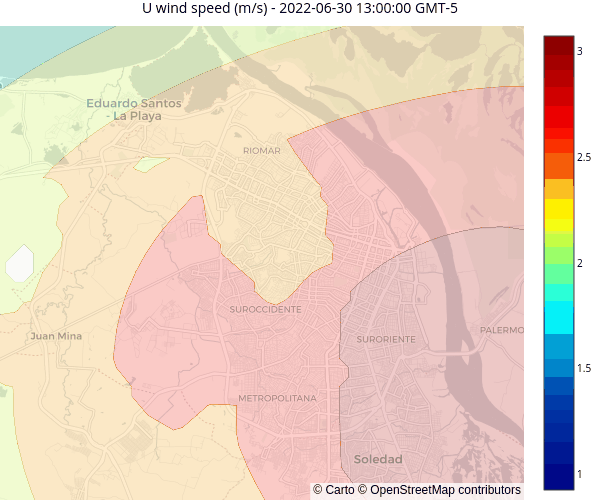 U wind speed (m/s) - 2022-06-30 13:00:00 GMT-5
3
Eduardo Santos
- La Playa
RIOMAR
2.5
2
SUROCCIDENTE
Juan Mina
SURORIENTE
PALERMO
1.5
METROPOLITANA
Soledad
1
© Carto © OpenStreetMap contributors